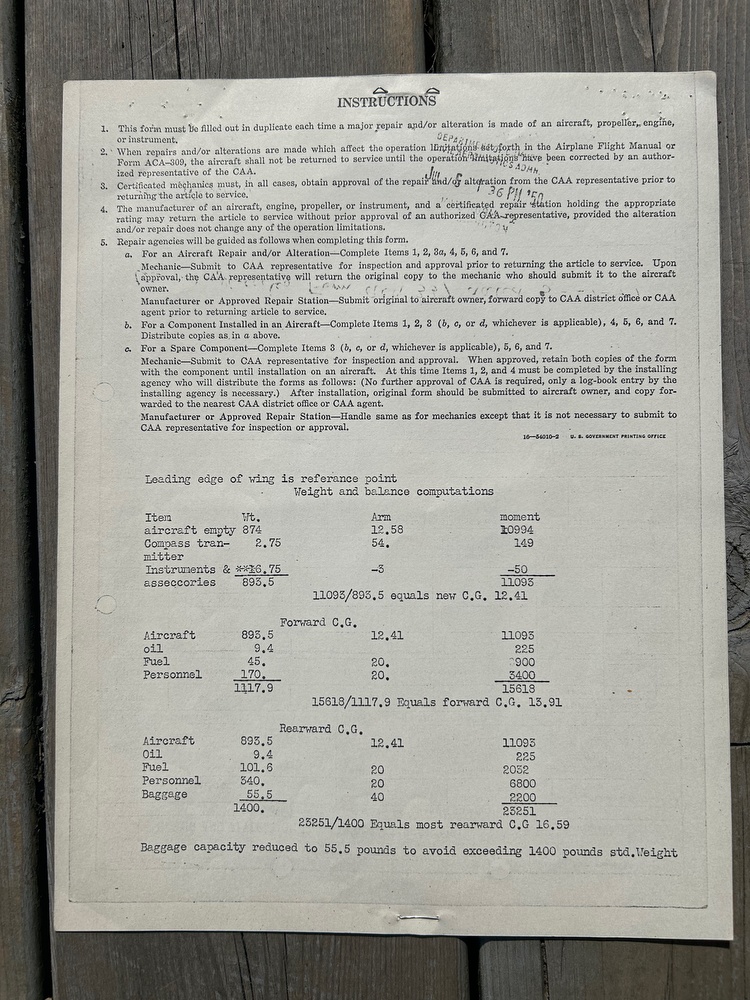 INSTRUCTIONS
1. This form must be filled out in duplicate each time a major repair and/or alteration is made of an aircraft, propeller, engine,
or instrument.
2. When repairs and/or alterations are made which affect the operation limitations set forth in the Airplane Flight Manual or
Form ACA-309, the aircraft shall not be returned to service until the operation limitations have been corrected by an author-
ized representative of the CAA.
3. Certificated mechanics must, in all cases, obtain approval of the repair and/or alteration from the CAA representative prior to
returning the article to service.
36 PM '50
4. The manufacturer of an aircraft, engine, propeller, or instrument, and a certificated repair station holding the appropriate
rating may return the article to service without prior approval of an authorized CAA representative, provided the alteration
and/or repair does not change any of the operation limitations.
5. Repair agencies will be guided as follows when completing this form.
a. For an Aircraft Repair and/or Alteration—Complete Items 1, 2, 3a, 4, 5, 6, and 7.
Mechanic—Submit to CAA representative for inspection and approval prior to returning the article to service. Upon
approval, the CAA representative will return the original copy to the mechanic who should submit it to the aircraft
owner.
Manufacturer or Approved Repair Station—Submit original to aircraft owner, forward copy to CAA district office or CAA
agent prior to returning article to service.
b. For a Component Installed in an Aircraft—Complete Items 1, 2, 3 (b, c, or d, whichever is applicable), 4, 5, 6, and 7.
Distribute copies as in a above.
c. For a Spare Component—Complete Items 3 (b, c, or d, whichever is applicable), 5, 6, and 7.
Mechanic—Submit to CAA representative for inspection and approval. When approved, retain both copies of the form
with the component until installation on an aircraft. At this time Items 1, 2, and 4 must be completed by the installing
agency who will distribute the forms as follows: (No further approval of CAA is required, only a log-book entry by the
installing agency is necessary.) After installation, original form should be submitted to aircraft owner, and copy for-
warded to the nearest CAA district office or CAA agent.
Manufacturer or Approved Repair Station—Handle same as for mechanics except that it is not necessary to submit to
CAA representative for inspection or approval.
16—54010-2 U. S. GOVERNMENT PRINTING OFFICE
Leading edge of wing is referance point
Weight and balance computations
Item Wt. Arm moment
aircraft empty 874 12.58 10994
Compass tran- 2.75 54. 149
mitter
Instruments & **16.75 -3 -50
asseccories 893.5 11093
11093/893.5 equals new C.G. 12.41
Forward C.G.
Aircraft 893.5 12.41 11093
oil 9.4 225
Fuel 45. 20. 900
Personnel 170. 20. 3400
1117.9 15618
15618/1117.9 Equals forward C.G. 13.91
Rearward C.G.
Aircraft 893.5 12.41 11093
Oil 9.4 225
Fuel 101.6 20 2032
Personnel 340. 20 6800
Baggage 55.5 40 2200
1400. 23251
23251/1400 Equals most rearward C.G 16.59
Baggage capacity reduced to 55.5 pounds to avoid exceeding 1400 pounds std.Weight